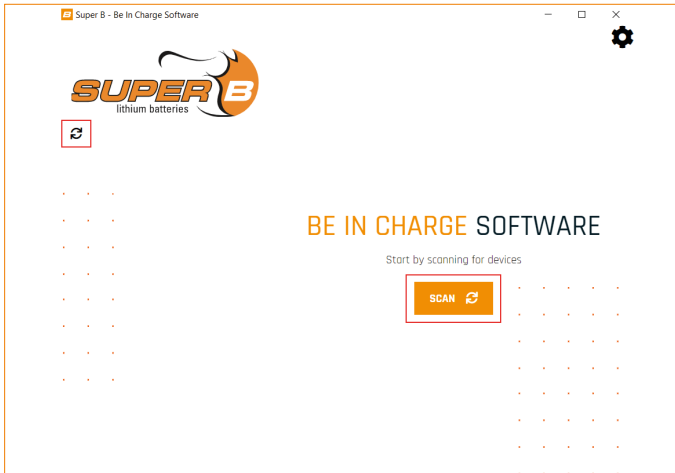 Super B - Be In Charge Software
SUPER B
lithium batteries
BE IN CHARGE SOFTWARE
Start by scanning for devices
SCAN